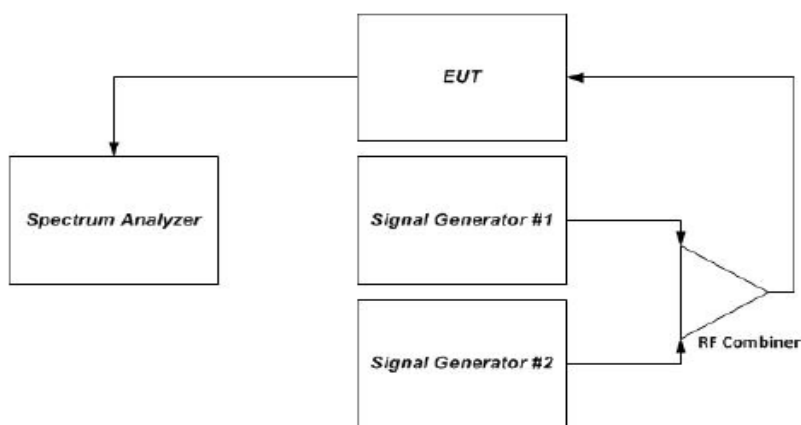 EUT
Spectrum Analyzer
Signal Generator #1
Signal Generator #2
RF Combiner